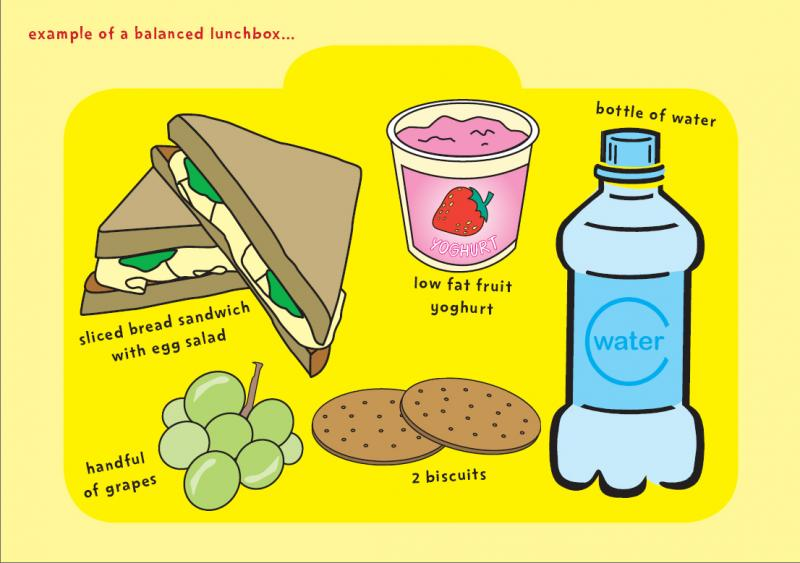 example of a balanced lunchbox...
bottle of water
YOGHURT
low fat fruit
yoghurt
sliced bread sandwich
with egg salad
water
handful
of grapes
2 biscuits